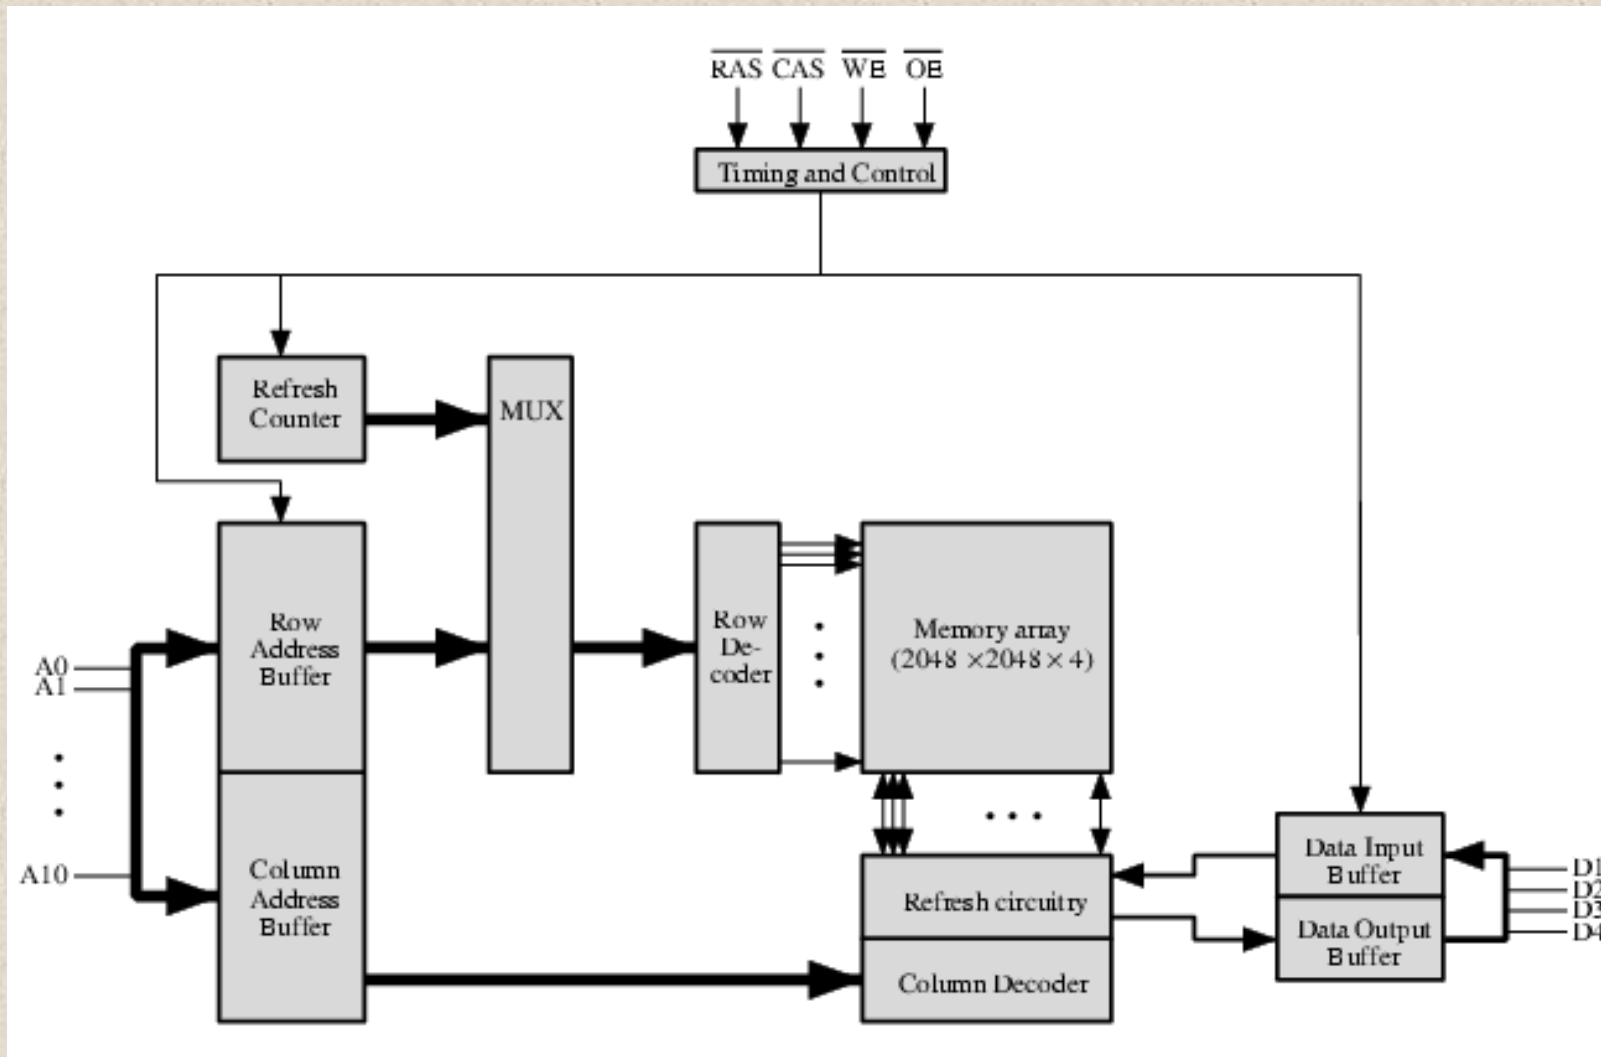 RAS CAS WE OE
Timing and Control
Refresh
Counter
MUX
Row
Address
Buffer
Row
De-
coder
Memory array
(2048 ×2048× 4)
A0
A1
A10
Column
Address
Buffer
Refresh circuitry
Column Decoder
Data Input
Buffer
Data Output
Buffer
D1
D2
D3
D4